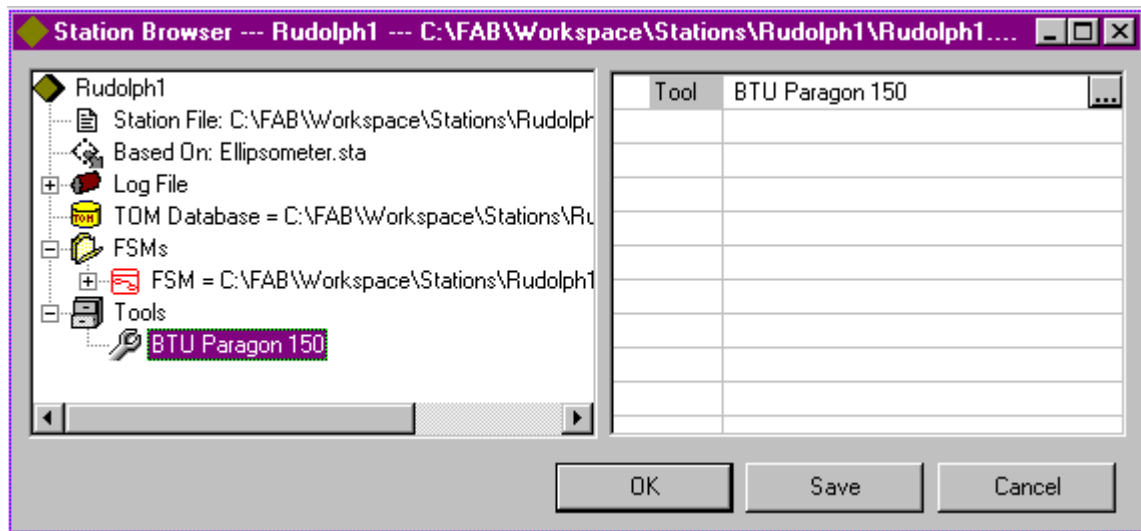 Station Browser --- Rudolph1 --- C:\FAB\Workspace\Stations\Rudolph1\Rudolph1....
Rudolph1
Station File: C:\FAB\Workspace\Stations\Rudolph
Based On: Ellipsometer.sta
Log File
TOM TOM Database = C:\FAB\Workspace\Stations\Ru
FSMs
FSM = C:\FAB\Workspace\Stations\Rudolph1
Tools
BTU Paragon 150
Tool BTU Paragon 150 ...
OK Save Cancel